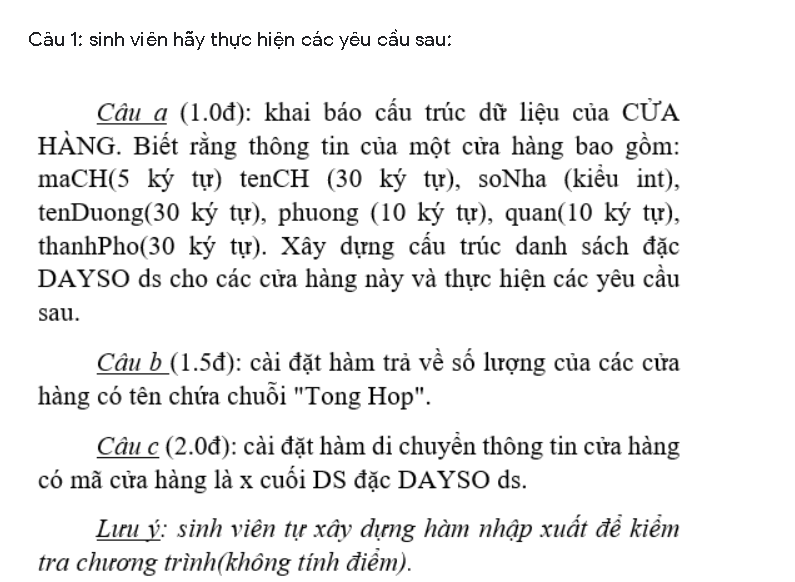 Câu 1: sinh viên hãy thực hiện các yêu cầu sau:
Câu a (1.0đ): khai báo cấu trúc dữ liệu của CỬA
HÀNG. Biết rằng thông tin của một cửa hàng bao gồm:
maCH(5 ký tự) tenCH (30 ký tự), soNha (kiểu int),
tenDuong(30 ký tự), phuong (10 ký tự), quan(10 ký tự),
thanhPho(30 ký tự). Xây dựng cấu trúc danh sách đặc
DAYSO ds cho các cửa hàng này và thực hiện các yêu cầu
sau.
Câu b (1.5đ): cài đặt hàm trả về số lượng của các cửa
hàng có tên chứa chuỗi "Tong Hop".
Câu c (2.0đ): cài đặt hàm di chuyển thông tin cửa hàng
có mã cửa hàng là x cuối DS đặc DAYSO ds.
Lưu ý: sinh viên tự xây dựng hàm nhập xuất để kiểm
tra chương trình(không tính điểm).